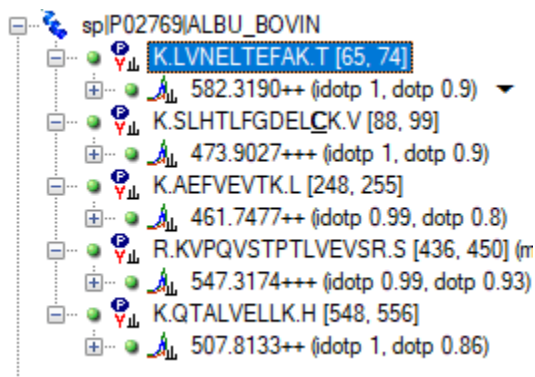 sp|P02769|ALBU_BOVIN
K.LVNELTEFAK.T [65, 74]
582.3190++ (idotp 1, dotp 0.9)
K.SLHTLFGDELCK.V [88, 99]
473.9027+++ (idotp 1, dotp 0.9)
K.AEFVEVTK.L [248, 255]
461.7477++ (idotp 0.99, dotp 0.8)
R.KVPQVSTPTLVEVSR.S [436, 450] (m
547.3174+++ (idotp 0.99, dotp 0.93)
K.QTALVELLK.H [548, 556]
507.8133++ (idotp 1, dotp 0.86)